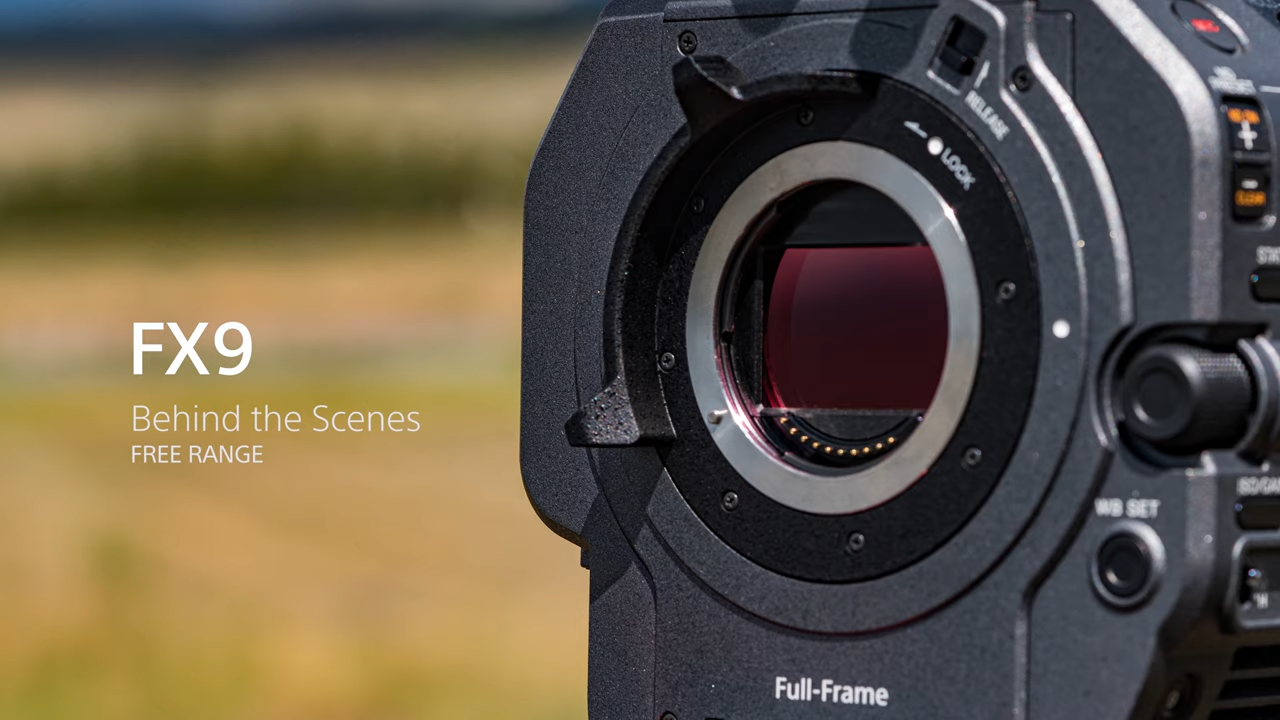 FX9
Behind the Scenes
FREE RANGE
RELEASE
LOCK
WB SET
Full-Frame